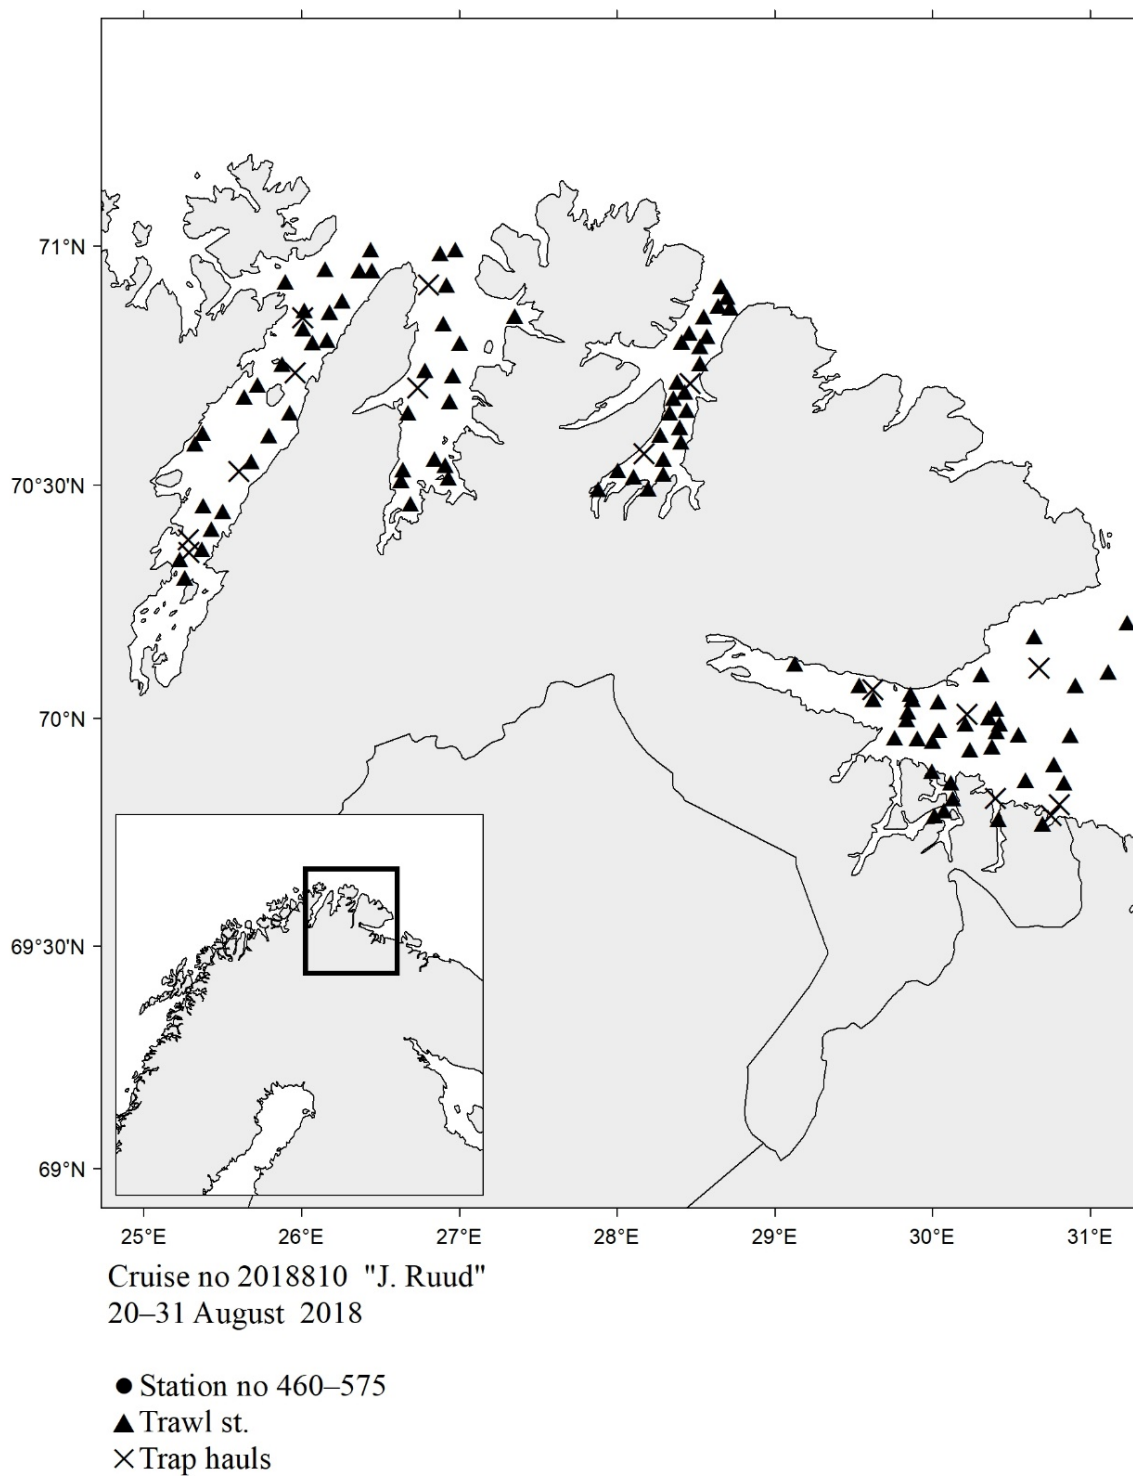 71°N
70°30'N
70°N
69°30'N
69°N
25°E 26°E 27°E 28°E 29°E 30°E 31°E
Cruise no 2018810 "J. Ruud"
20–31 August 2018
Station no 460–575
Trawl st.
Trap hauls